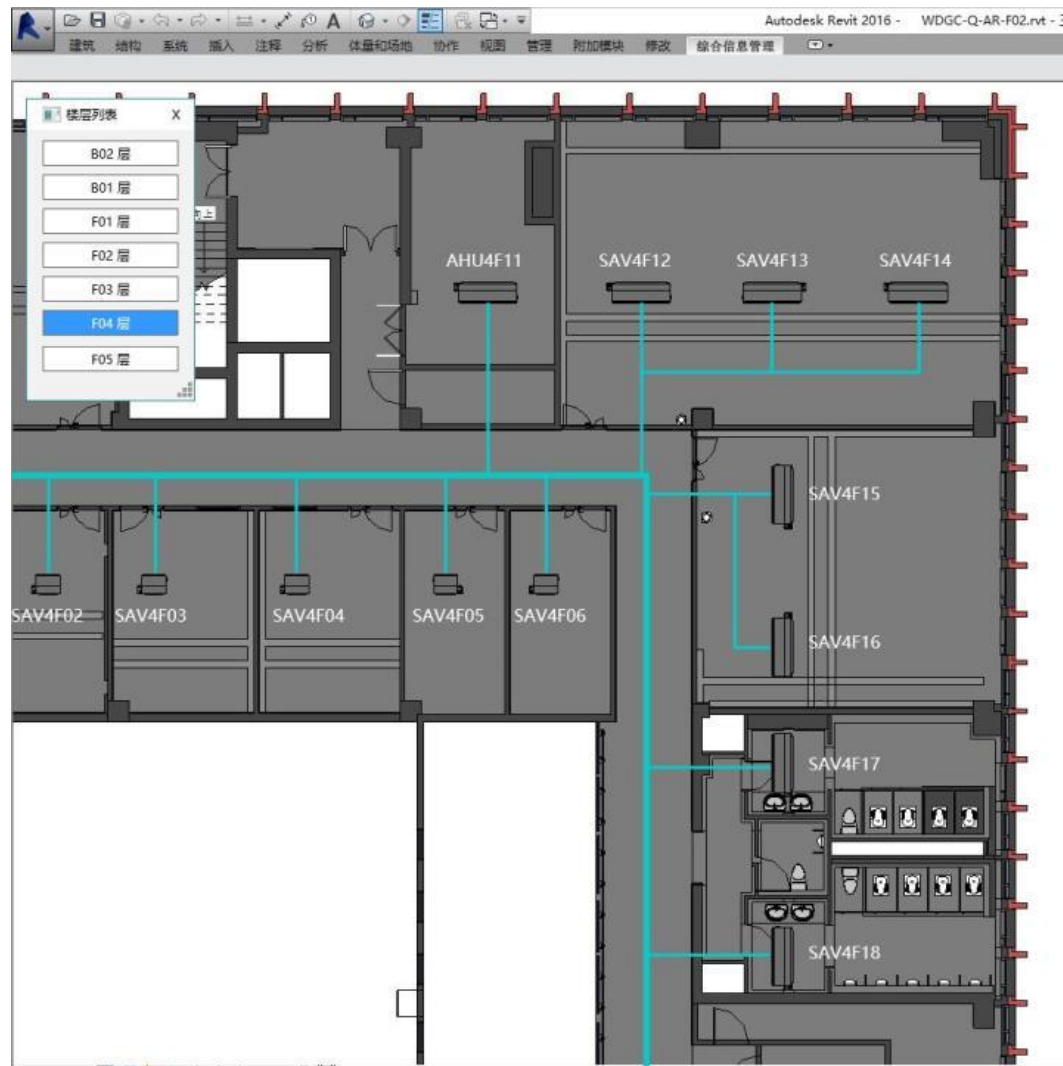 A
Autodesk Revit 2016 - WDGC-Q-AR-F02.rvt - 三
建筑 结构 系统 插入 注释 分析 体量和场地 协作 视图 管理 附加模块 修改 综合信息管理
楼层列表 X
B02 层
B01 层
F01 层
F02 层
F03 层
F04 层
F05 层
向上
AHU4F11 SAV4F12 SAV4F13 SAV4F14
SAV4F15
SAV4F02 SAV4F03 SAV4F04 SAV4F05 SAV4F06
SAV4F16
SAV4F17
SAV4F18